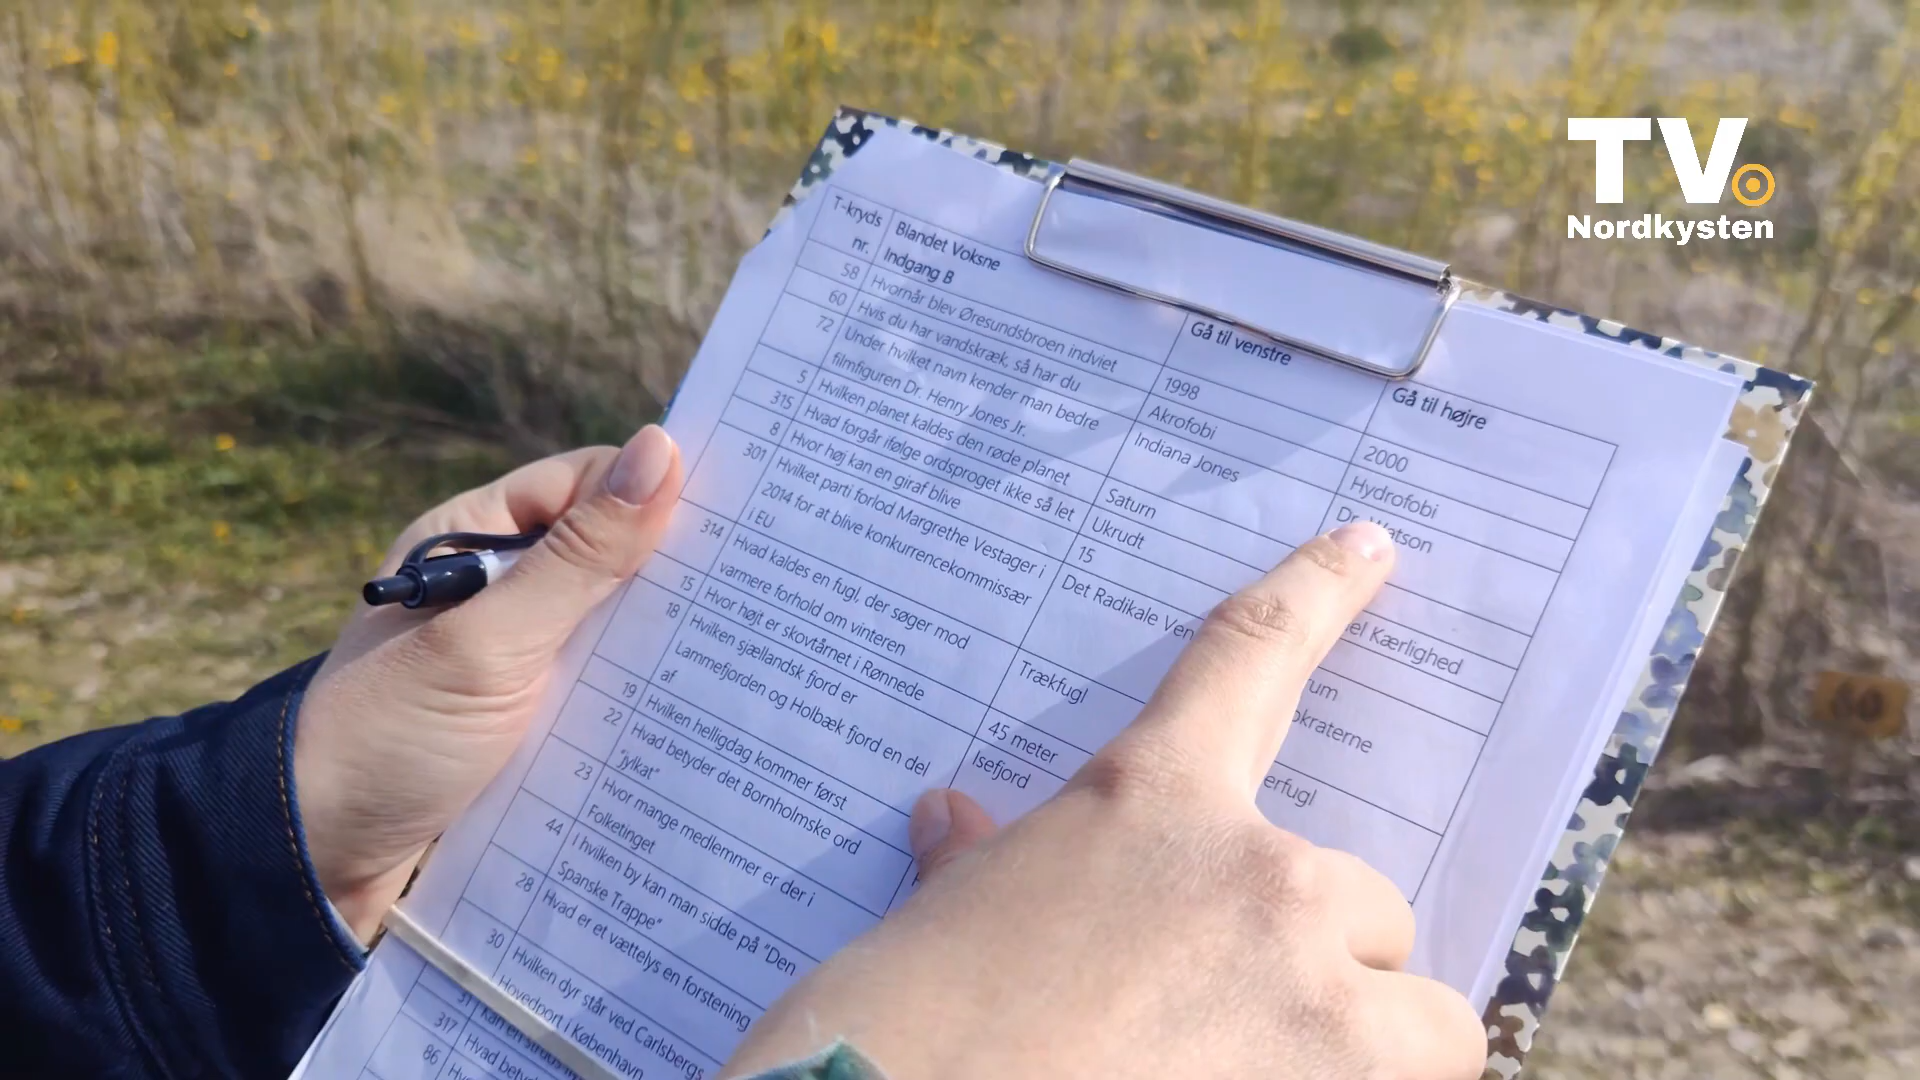 TV
Nordkysten
T-kryds nr. Blandet Voksne Indgang B Gå til venstre Gå til højre
58 Hvornår blev Øresundsbroen indviet 1998 2000
60 Hvis du har vandskræk, så har du Akrofobi Hydrofobi
72 Under hvilket navn kender man bedre Indiana Jones Dr. Watson
filmfiguren Dr. Henry Jones Jr.
5 Hvilken planet kaldes den røde planet Saturn
315 Hvad forgår ifølge ordsproget ikke så let Ukrudt Kærlighed
8 Hvor høj kan en giraf blive 15
301 Hvilket parti forlod Margrethe Vestager i Det Radikale
2014 for at blive konkurrencekommissær
i EU
314 Hvad kaldes en fugl, der søger mod Trækfugl
varmere forhold om vinteren
15 Hvor højt er skovtårnet i Rønnede 45 meter
18 Hvilken sjællandsk fjord er Isefjord
Lammefjorden og Holbæk fjord en del
af
19 Hvilken helligdag kommer først
22 Hvad betyder det Bornholmske ord
"jylkat"
23 Hvor mange medlemmer er der i
Folketinget
44 I hvilken by kan man sidde på "Den
Spanske Trappe"
28 Hvad er et vættelys en forstening
30 Hvilken dyr står ved Carlsbergs
Hovedport i København
31 Kan en
317 Hvad
86